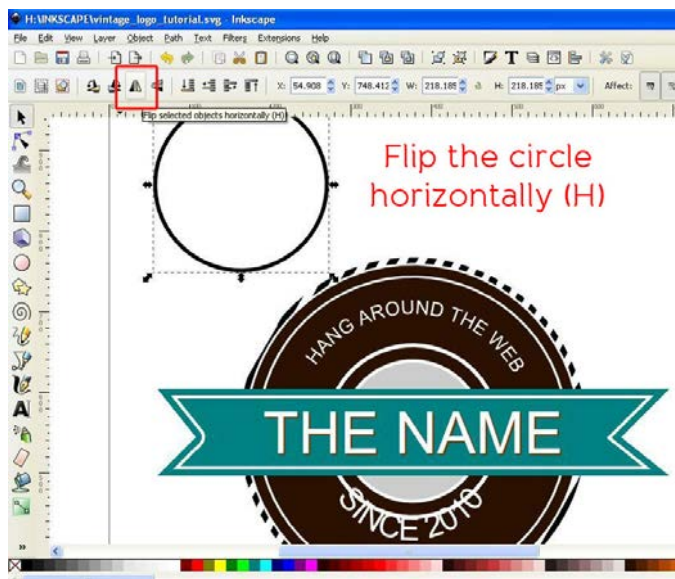 H:\INKSCAPE\vintage_logo_tutorial.svg - Inkscape
File Edit View Layer Object Path Text Filters Extensions Help
X: 54.908 Y: 748.412 W: 218.185 H: 218.185 px Affect:
Flip selected objects horizontally (H)
Flip the circle
horizontally (H)
HANG AROUND THE WEB
THE NAME
SINCE 2010